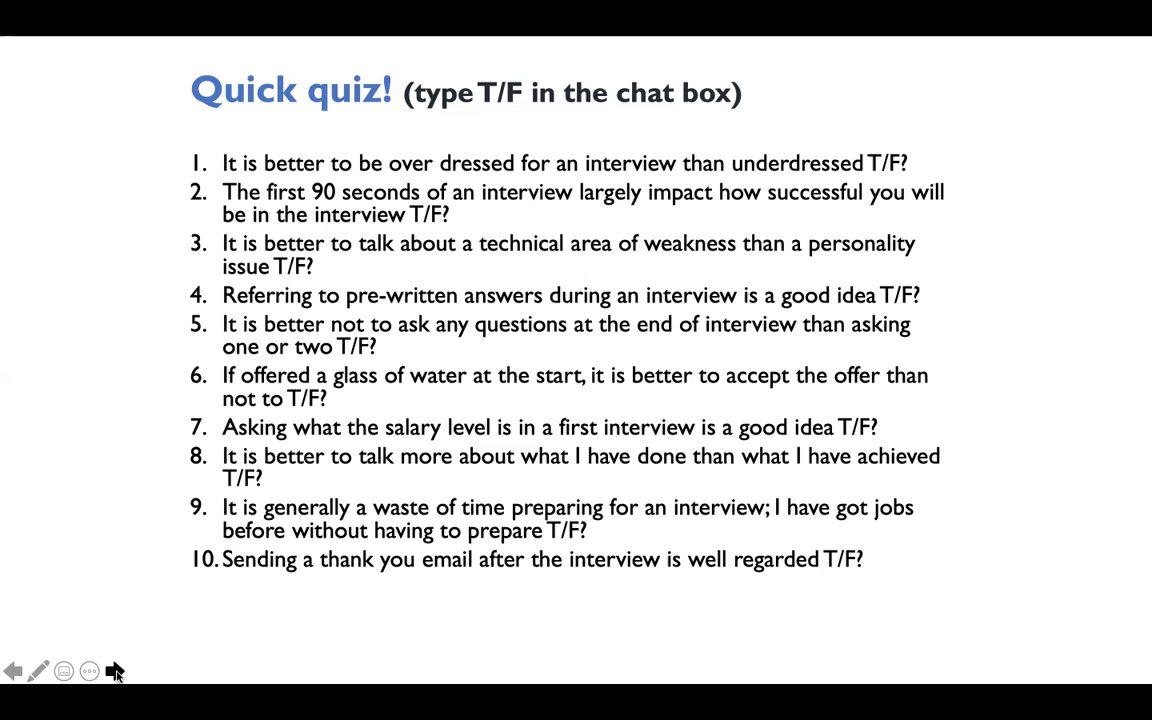 Quick quiz! (type T/F in the chat box)
1. It is better to be over dressed for an interview than underdressed T/F?
2. The first 90 seconds of an interview largely impact how successful you will
be in the interview T/F?
3. It is better to talk about a technical area of weakness than a personality
issue T/F?
4. Referring to pre-written answers during an interview is a good idea T/F?
5. It is better not to ask any questions at the end of interview than asking
one or two T/F?
6. If offered a glass of water at the start, it is better to accept the offer than
not to T/F?
7. Asking what the salary level is in a first interview is a good idea T/F?
8. It is better to talk more about what I have done than what I have achieved
T/F?
9. It is generally a waste of time preparing for an interview; I have got jobs
before without having to prepare T/F?
10. Sending a thank you email after the interview is well regarded T/F?